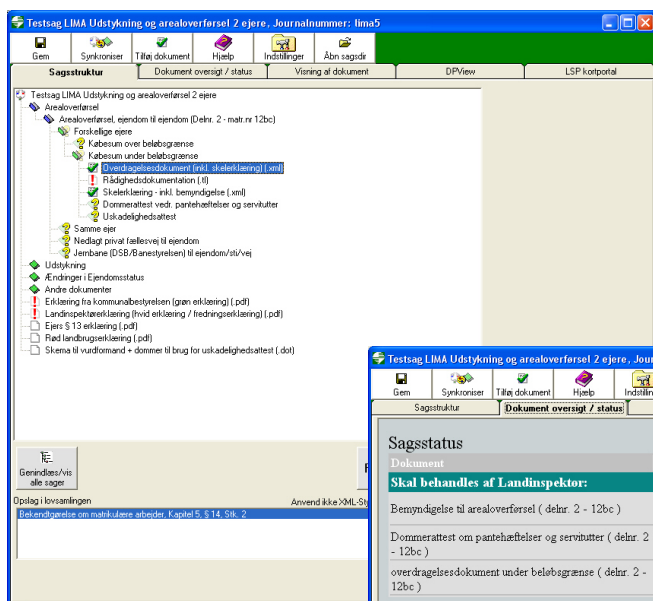 Testsag LIMA Udstykning og arealoverførsel 2 ejere, Journalnummer: lima5
Gem Synkroniser Tilføj dokument Hjælp Indstillinger Åbn sagsdir
Sagsstruktur Dokument oversigt / status Visning af dokument DPView LSP kortportal
Testsag LIMA Udstykning og arealoverførsel 2 ejere
Arealoverførsel
Arealoverførsel, ejendom til ejendom (Delnr. 2 - matr.nr 12bc)
Forskellige ejere
Købesum over beløbsgrænse
Købesum under beløbsgrænse
Overdragelsesdokument (inkl. skelerklæring) (.xml)
Rådighedsdokumentation (.tl)
Skelerklæring - inkl. bemyndigelse (.xml)
Dommerattest vedr. pantehæftelser og servitutter
Uskadelighedsattest
Samme ejer
Nedlagt privat fællesvej til ejendom
Jernbane (DSB/Banestyrelsen) til ejendom/sti/vej
Udstykning
Ændringer i Ejendomsstatus
Andre dokumenter
Erklæring fra kommunalbestyrelsen (grøn erklæring) (.pdf)
Landinspektørerklæring (hvid erklæring / fredningserklæring) (.pdf)
Ejers § 13 erklæring (.pdf)
Rød landbrugserklæring (.pdf)
Skema til vurdformand + dommer til brug for uskadelighedsattest (.dot)
Genindlæs/vis
alle sager
F
Opslag i lovsamlingen Anvend ikke XML-Sty
Bekendtgørelse om matrikulære arbejder, Kapitel 5, § 14, Stk. 2
Testsag LIMA Udstykning og arealoverførsel 2 ejere, Jour
Gem Synkroniser Tilføj dokument Hjælp Indstillin
Sagsstruktur Dokument oversigt / status
Sagsstatus
Dokument
Skal behandles af Landinspektør:
Bemyndigelse til arealoverførsel ( delnr. 2 - 12bc )
Dommerattest om pantehæftelser og servitutter ( delnr. 2
- 12bc )
overdragelsesdokument under beløbsgrænse ( delnr. 2 -
12bc )